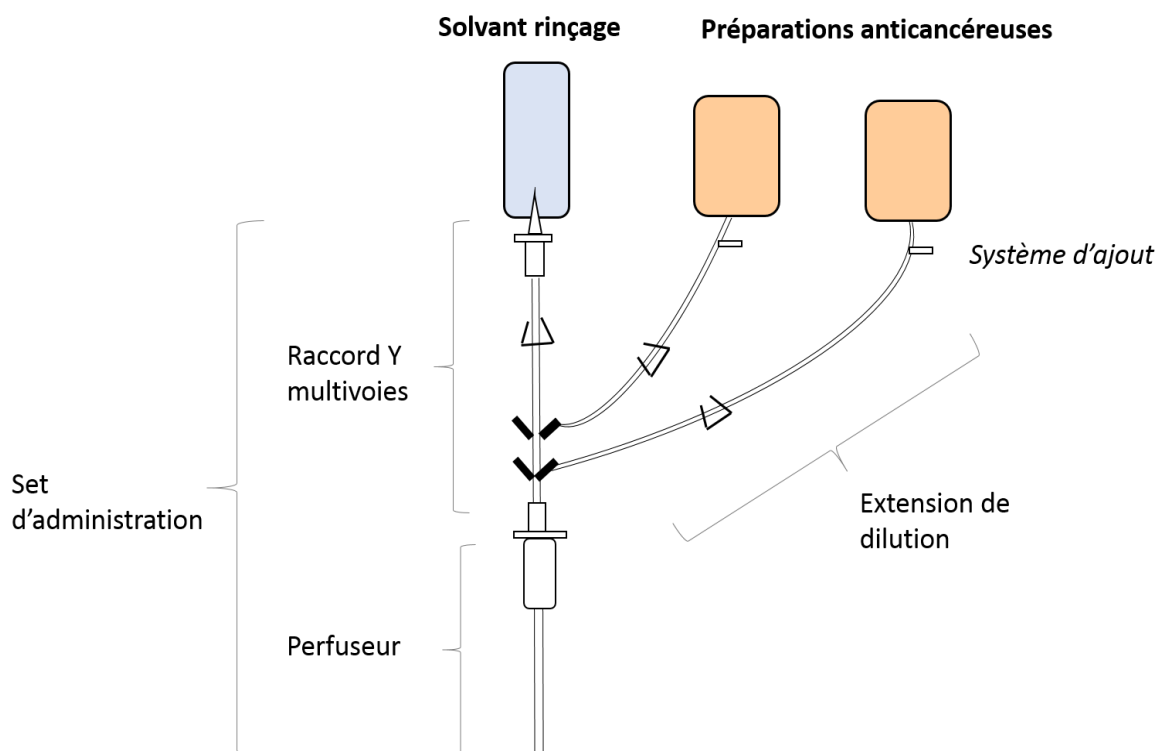 Solvant rinçage
Préparations anticancéreuses
Système d'ajout
Raccord Y
multivoies
Set
d'administration
Extension de
dilution
Perfuseur